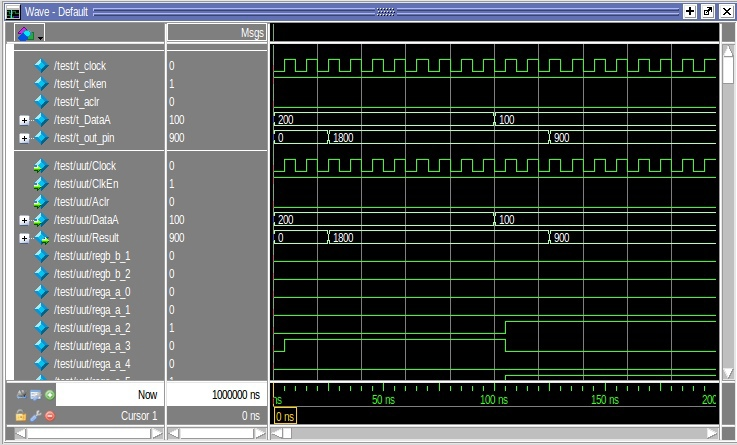 Wave - Default
Msgs
/test/t_clock 0
/test/t_clken 1
/test/t_aclr 0
/test/t_DataA 100 200 100
/test/t_out_pin 900 0 1800 900
/test/uut/Clock 0
/test/uut/ClkEn 1
/test/uut/Aclr 0
/test/uut/DataA 100 200 100
/test/uut/Result 900 0 1800 900
/test/uut/regb_b_1 0
/test/uut/regb_b_2 0
/test/uut/rega_a_0 0
/test/uut/rega_a_1 0
/test/uut/rega_a_2 1
/test/uut/rega_a_3 0
/test/uut/rega_a_4 0
Now 1000000 ns ns 50 ns 100 ns 150 ns 200
Cursor 1 0 ns 0 ns